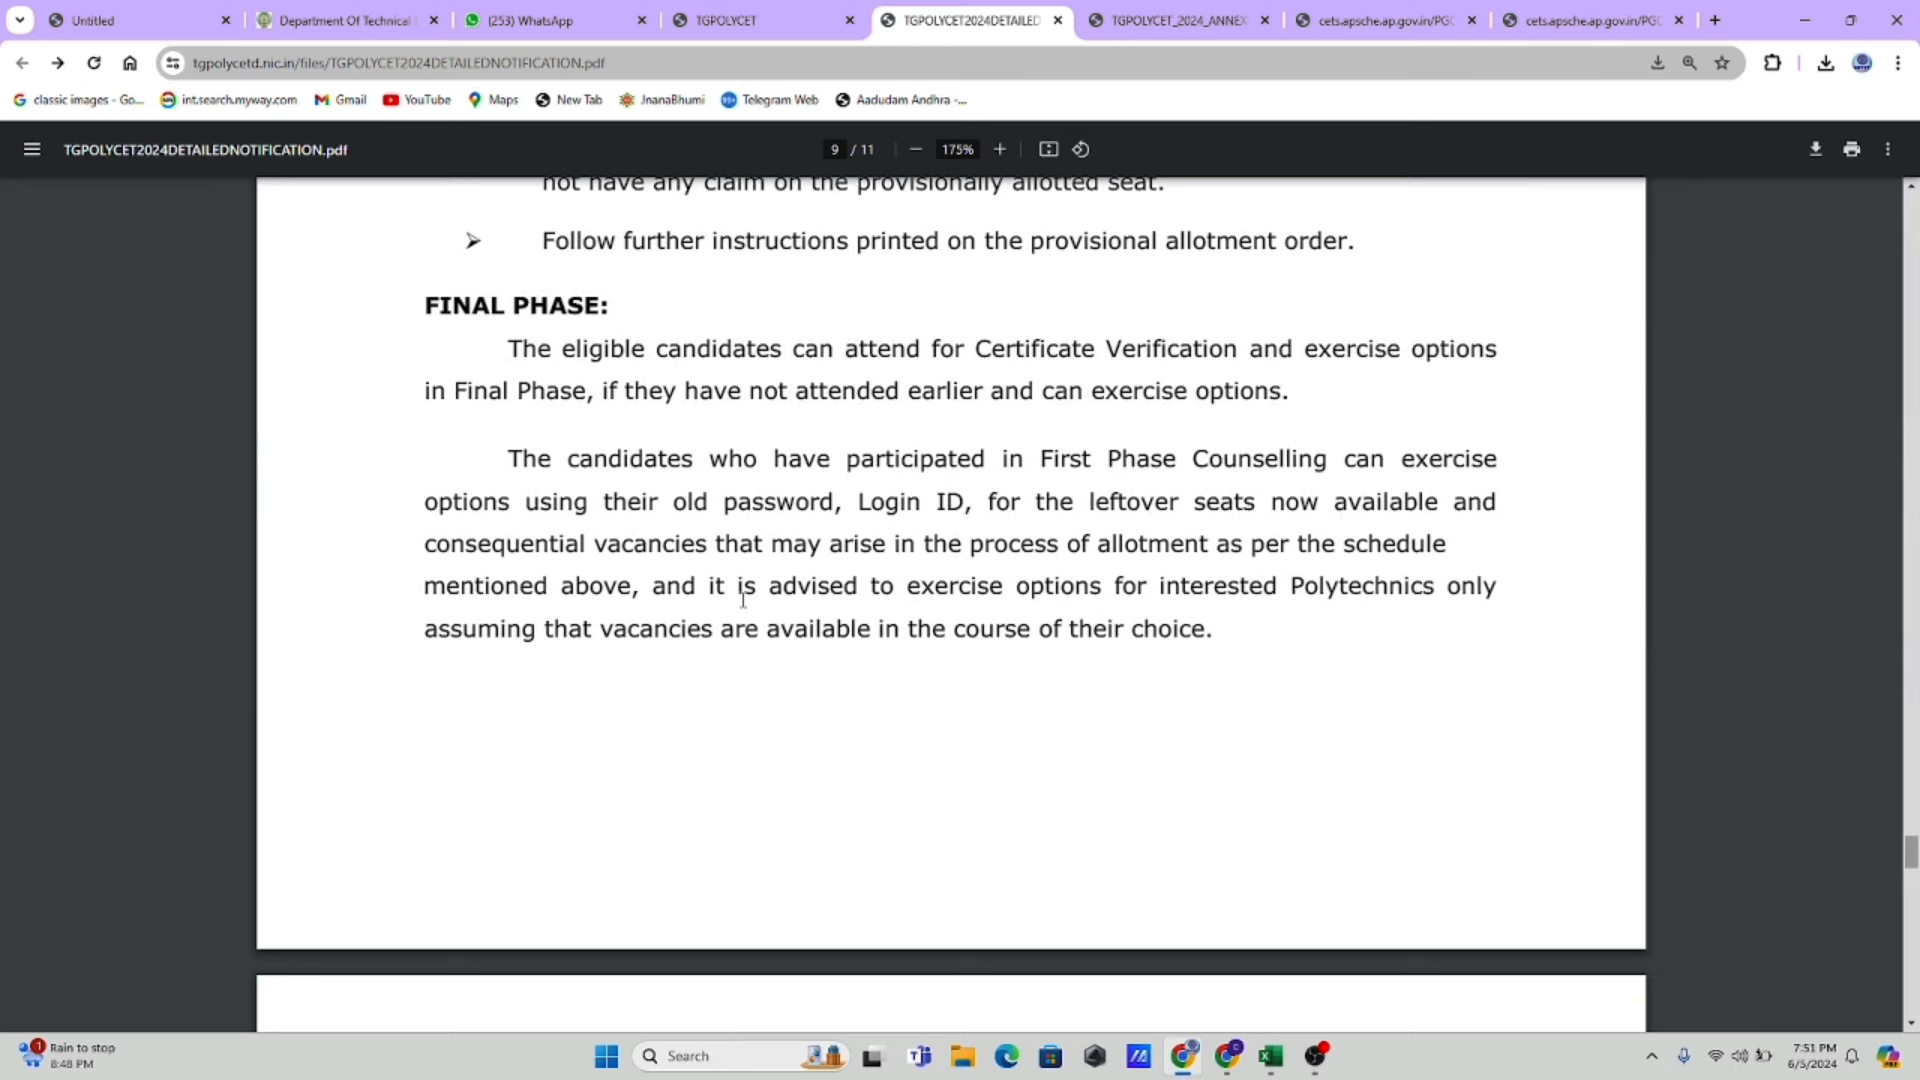 Untitled
Department Of Technical
(253) WhatsApp
TGPOLYCET
TGPOLYCET2024DETAILED
TGPOLYCET_2024_ANNEX
cets.apsche.ap.gov.in/PGC
cets.apsche.ap.gov.in/PGC
tgpolycetd.nic.in/files/TGPOLYCET2024DETAILEDNOTIFICATION.pdf
classic images - Go...
int.search.myway.com
Gmail
YouTube
Maps
New Tab
JnanaBhumi
Telegram Web
Aadudam Andhra -...
TGPOLYCET2024DETAILEDNOTIFICATION.pdf
9 / 11
175%
not have any claim on the provisionally allotted seat.
➢ Follow further instructions printed on the provisional allotment order.
FINAL PHASE:
The eligible candidates can attend for Certificate Verification and exercise options
in Final Phase, if they have not attended earlier and can exercise options.
The candidates who have participated in First Phase Counselling can exercise
options using their old password, Login ID, for the leftover seats now available and
consequential vacancies that may arise in the process of allotment as per the schedule
mentioned above, and it is advised to exercise options for interested Polytechnics only
assuming that vacancies are available in the course of their choice.
1
Rain to stop
8:48 PM
Search
7:51 PM
6/5/2024